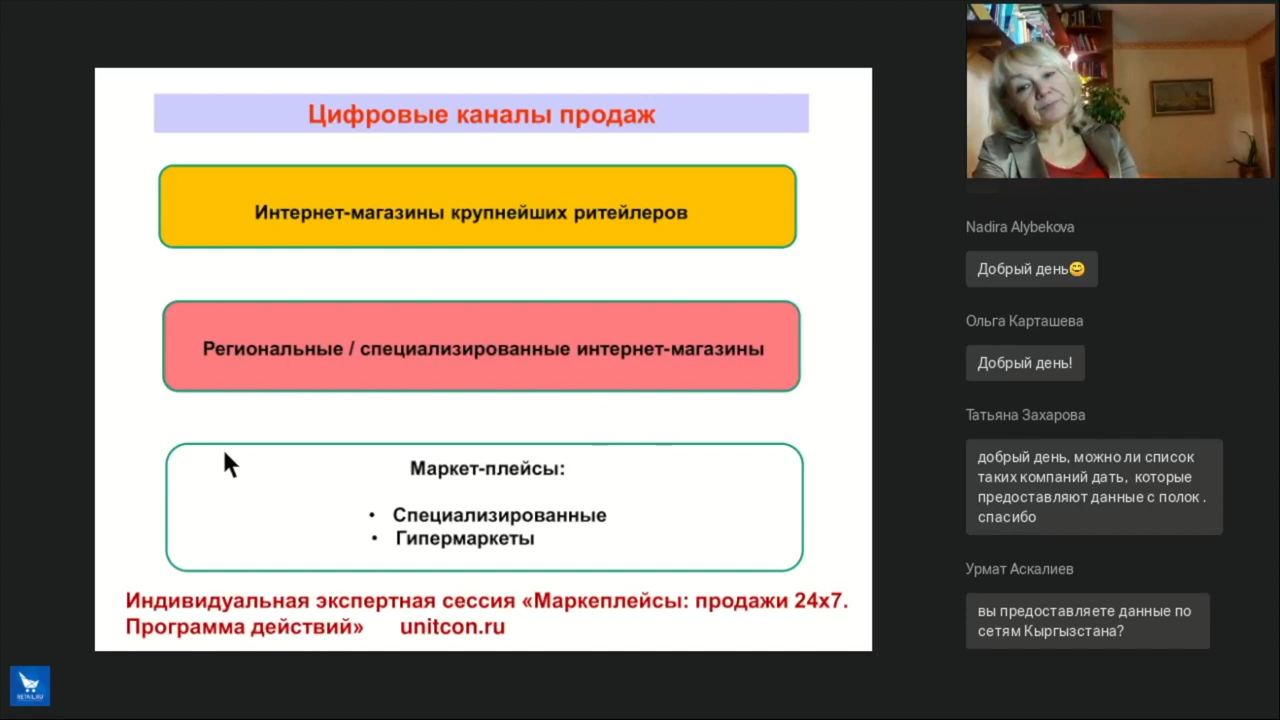 Цифровые каналы продаж
Интернет-магазины крупнейших ритейлеров
Региональные / специализированные интернет-магазины
Маркет-плейсы:
• Специализированные
• Гипермаркеты
Индивидуальная экспертная сессия «Маркеплейсы: продажи 24х7.
Программа действий» unitcon.ru
Nadira Alybekova
Добрый день😊
Ольга Карташева
Добрый день!
Татьяна Захарова
добрый день, можно ли список
таких компаний дать, которые
предоставляют данные с полок .
спасибо
Урмат Аскалиев
вы предоставляете данные по
сетям Кыргызстана?
RETAIL.RU